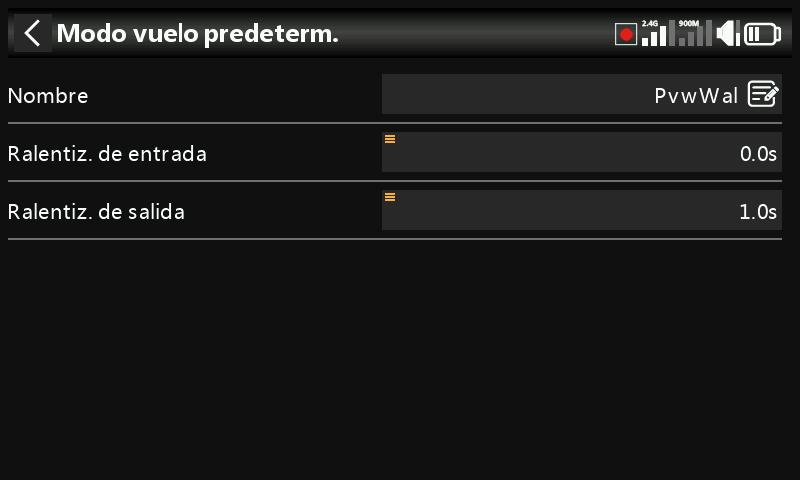 Modo vuelo predeterm.
2.4G 900M
Nombre PvwWal
Ralentiz. de entrada 0.0s
Ralentiz. de salida 1.0s